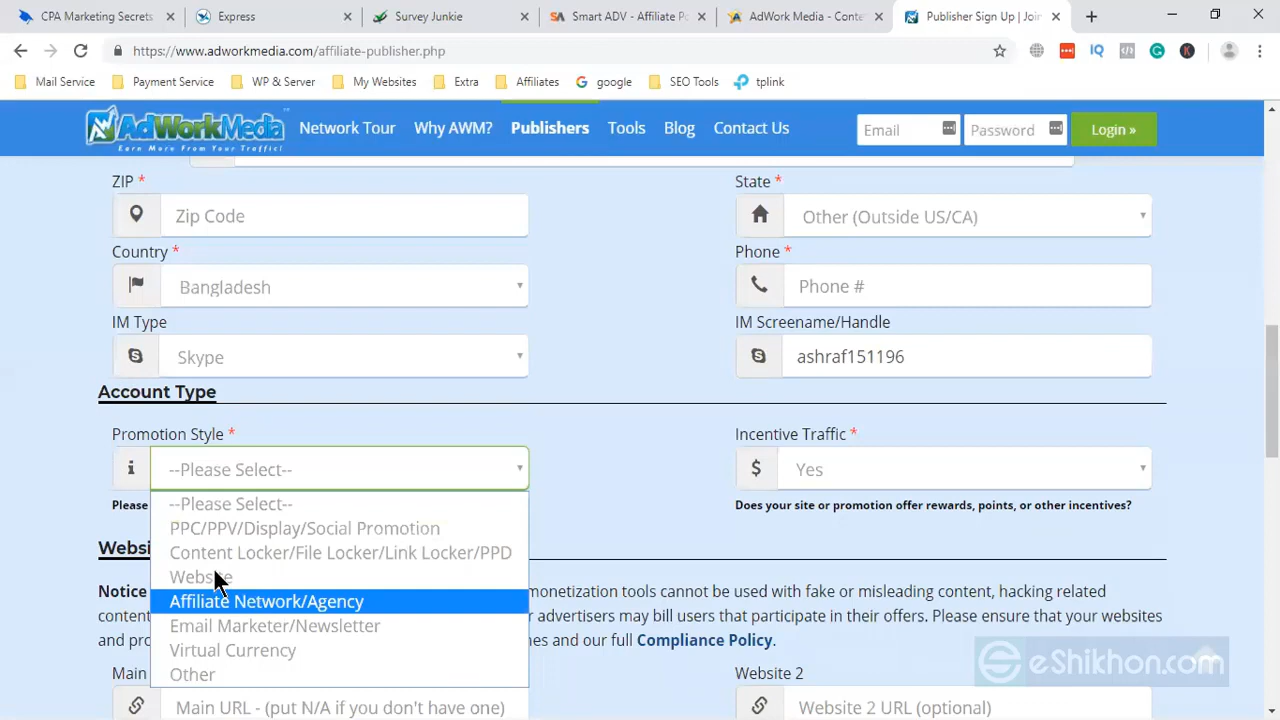 CPA Marketing Secrets
Express
Survey Junkie
Smart ADV - Affiliate Po
AdWork Media - Conte
Publisher Sign Up | Join
https://www.adworkmedia.com/affiliate-publisher.php
Mail Service
Payment Service
WP & Server
My Websites
Extra
Affiliates
google
SEO Tools
tplink
AdWorkMedia
Earn More From Your Traffic!
Network Tour
Why AWM?
Publishers
Tools
Blog
Contact Us
Email
Password
Login »
ZIP *
State *
Zip Code
Other (Outside US/CA)
Country *
Phone *
Bangladesh
Phone #
IM Type
IM Screename/Handle
Skype
ashraf151196
Account Type
Promotion Style *
Incentive Traffic *
--Please Select--
Yes
Please
Does your site or promotion offer rewards, points, or other incentives?
--Please Select--
PPC/PPV/Display/Social Promotion
Content Locker/File Locker/Link Locker/PPD
Website
Affiliate Network/Agency
Email Marketer/Newsletter
Virtual Currency
Other
Notice
monetization tools cannot be used with fake or misleading content, hacking related
content
r advertisers may bill users that participate in their offers. Please ensure that your websites
and pro
nes and our full Compliance Policy.
eShikhon.com
Main
Website 2
Main URL - (put N/A if you don't have one)
Website 2 URL (optional)